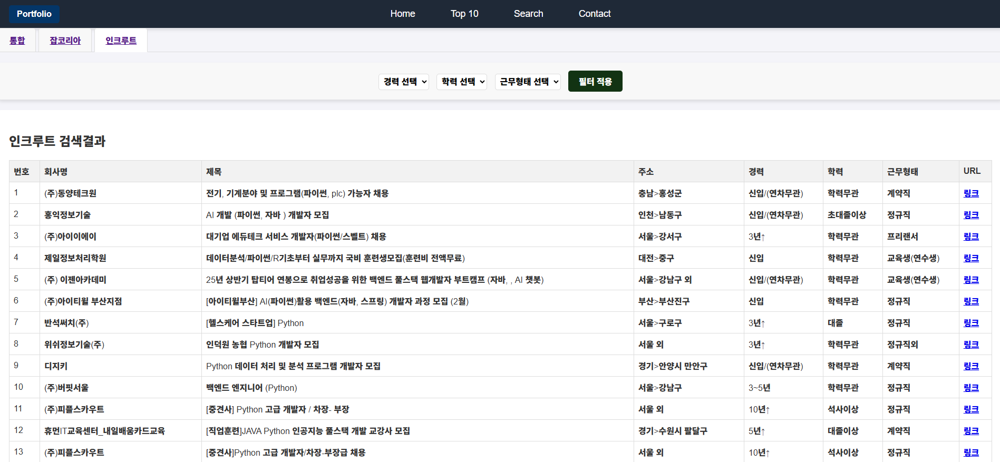 Portfolio Home Top 10 Search Contact
통합 잡코리아 인크루트
경력 선택 학력 선택 근무형태 선택 필터 적용
인크루트 검색결과
번호 회사명 제목 주소 경력 학력 근무형태 URL
1 (주)동양테크원 전기, 기계분야 및 프로그램(파이썬, plc) 가능자 채용 충남>홍성군 신입/(연차무관) 학력무관 계약직 링크
2 홍익정보기술 AI 개발 (파이썬, 자바 ) 개발자 모집 인천>남동구 신입/(연차무관) 초대졸이상 정규직 링크
3 (주)아이이에이 대기업 에듀테크 서비스 개발자(파이썬/스벨트) 채용 서울>강서구 3년↑ 학력무관 프리랜서 링크
4 제일정보처리학원 데이터분석/파이썬/R기초부터 실무까지 국비 훈련생모집(훈련비 전액무료) 대전>중구 신입 학력무관 교육생(연수생) 링크
5 (주) 이젠아카데미 25년 상반기 탑티어 연봉으로 취업성공을 위한 백엔드 풀스택 웹개발자 부트캠프 (자바, , AI 챗봇) 서울>강남구 외 신입/(연차무관) 학력무관 교육생(연수생) 링크
6 (주)아이티윌 부산지점 [아이티윌부산] AI(파이썬)활용 백엔드(자바, 스프링) 개발자 과정 모집 (2월) 부산>부산진구 신입 학력무관 정규직 링크
7 반석써치(주) [헬스케어 스타트업] Python 서울>구로구 3년↑ 대졸 정규직 링크
8 위쉬정보기술(주) 인덕원 농협 Python 개발자 모집 서울 외 3년↑ 학력무관 정규직외 링크
9 디지키 Python 데이터 처리 및 분석 프로그램 개발자 모집 경기>안양시 만안구 신입/(연차무관) 학력무관 계약직 링크
10 (주)버핏서울 백엔드 엔지니어 (Python) 서울>강남구 3~5년 학력무관 정규직 링크
11 (주)피플스카우트 [중견사] Python 고급 개발자 / 차장- 부장 서울 외 10년↑ 석사이상 정규직 링크
12 휴먼IT교육센터_내일배움카드교육 [직업훈련]JAVA Python 인공지능 풀스택 개발 교강사 모집 경기>수원시 팔달구 5년↑ 대졸이상 계약직 링크
13 (주)피플스카우트 [중견사]Python 고급 개발자/차장-부장급 채용 서울 외 10년↑ 석사이상 정규직 링크